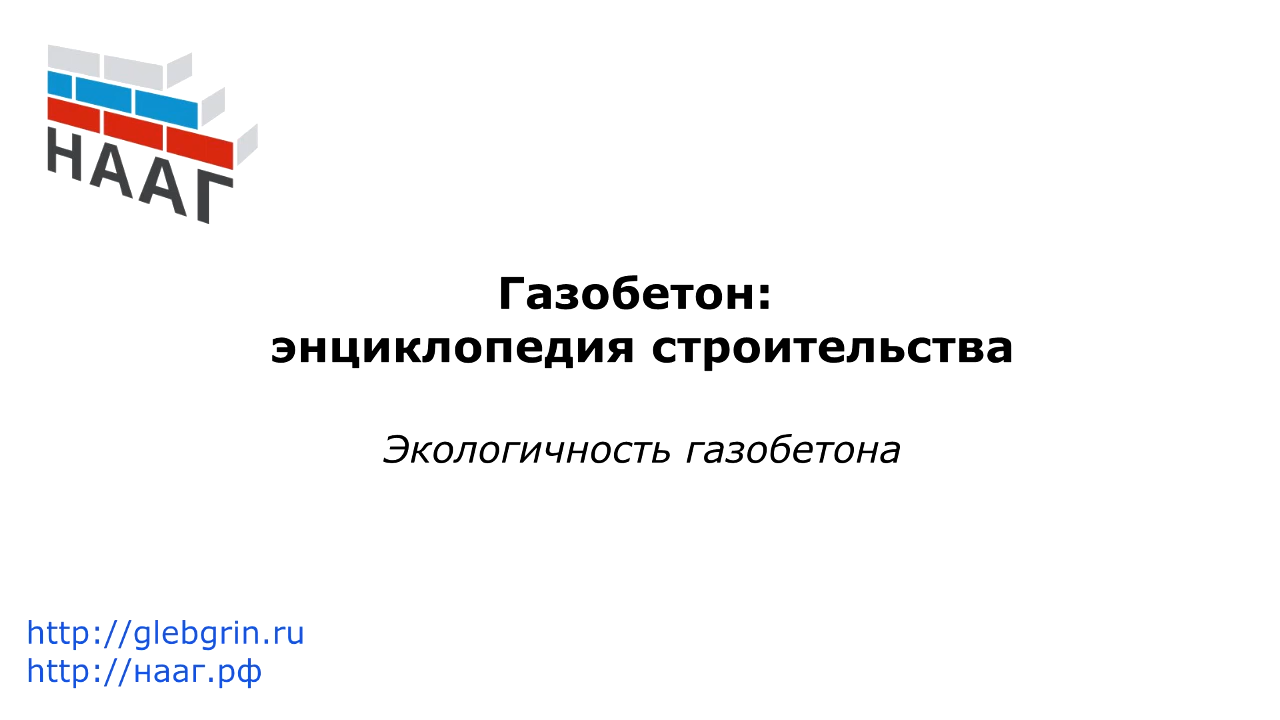 НААГ
Газобетон:
энциклопедия строительства
Экологичность газобетона
http://glebgrin.ru
http://нааг.рф